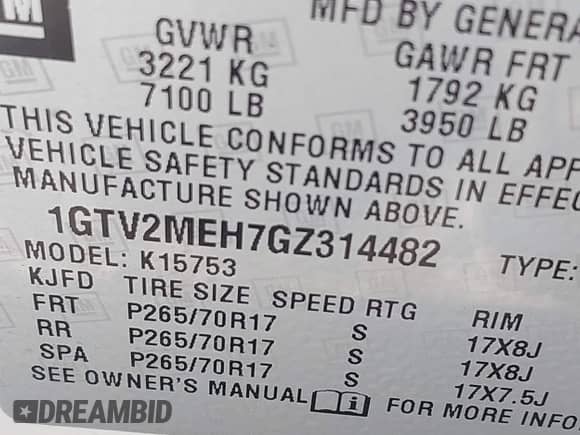 GM
MFD BY GENERA
GVWR GAWR FRT
3221 KG 1792 KG
7100 LB 3950 LB
THIS VEHICLE CONFORMS TO ALL APP
VEHICLE SAFETY STANDARDS IN EFFEC
MANUFACTURE SHOWN ABOVE.
1GTV2MEH7GZ314482 TYPE:
MODEL: K15753
KJFD TIRE SIZE SPEED RTG RIM
FRT P265/70R17 S 17X8J
RR P265/70R17 S 17X8J
SPA P265/70R17 S 17X7.5J
SEE OWNER'S MANUAL i FOR MORE INFO
DREAMBID